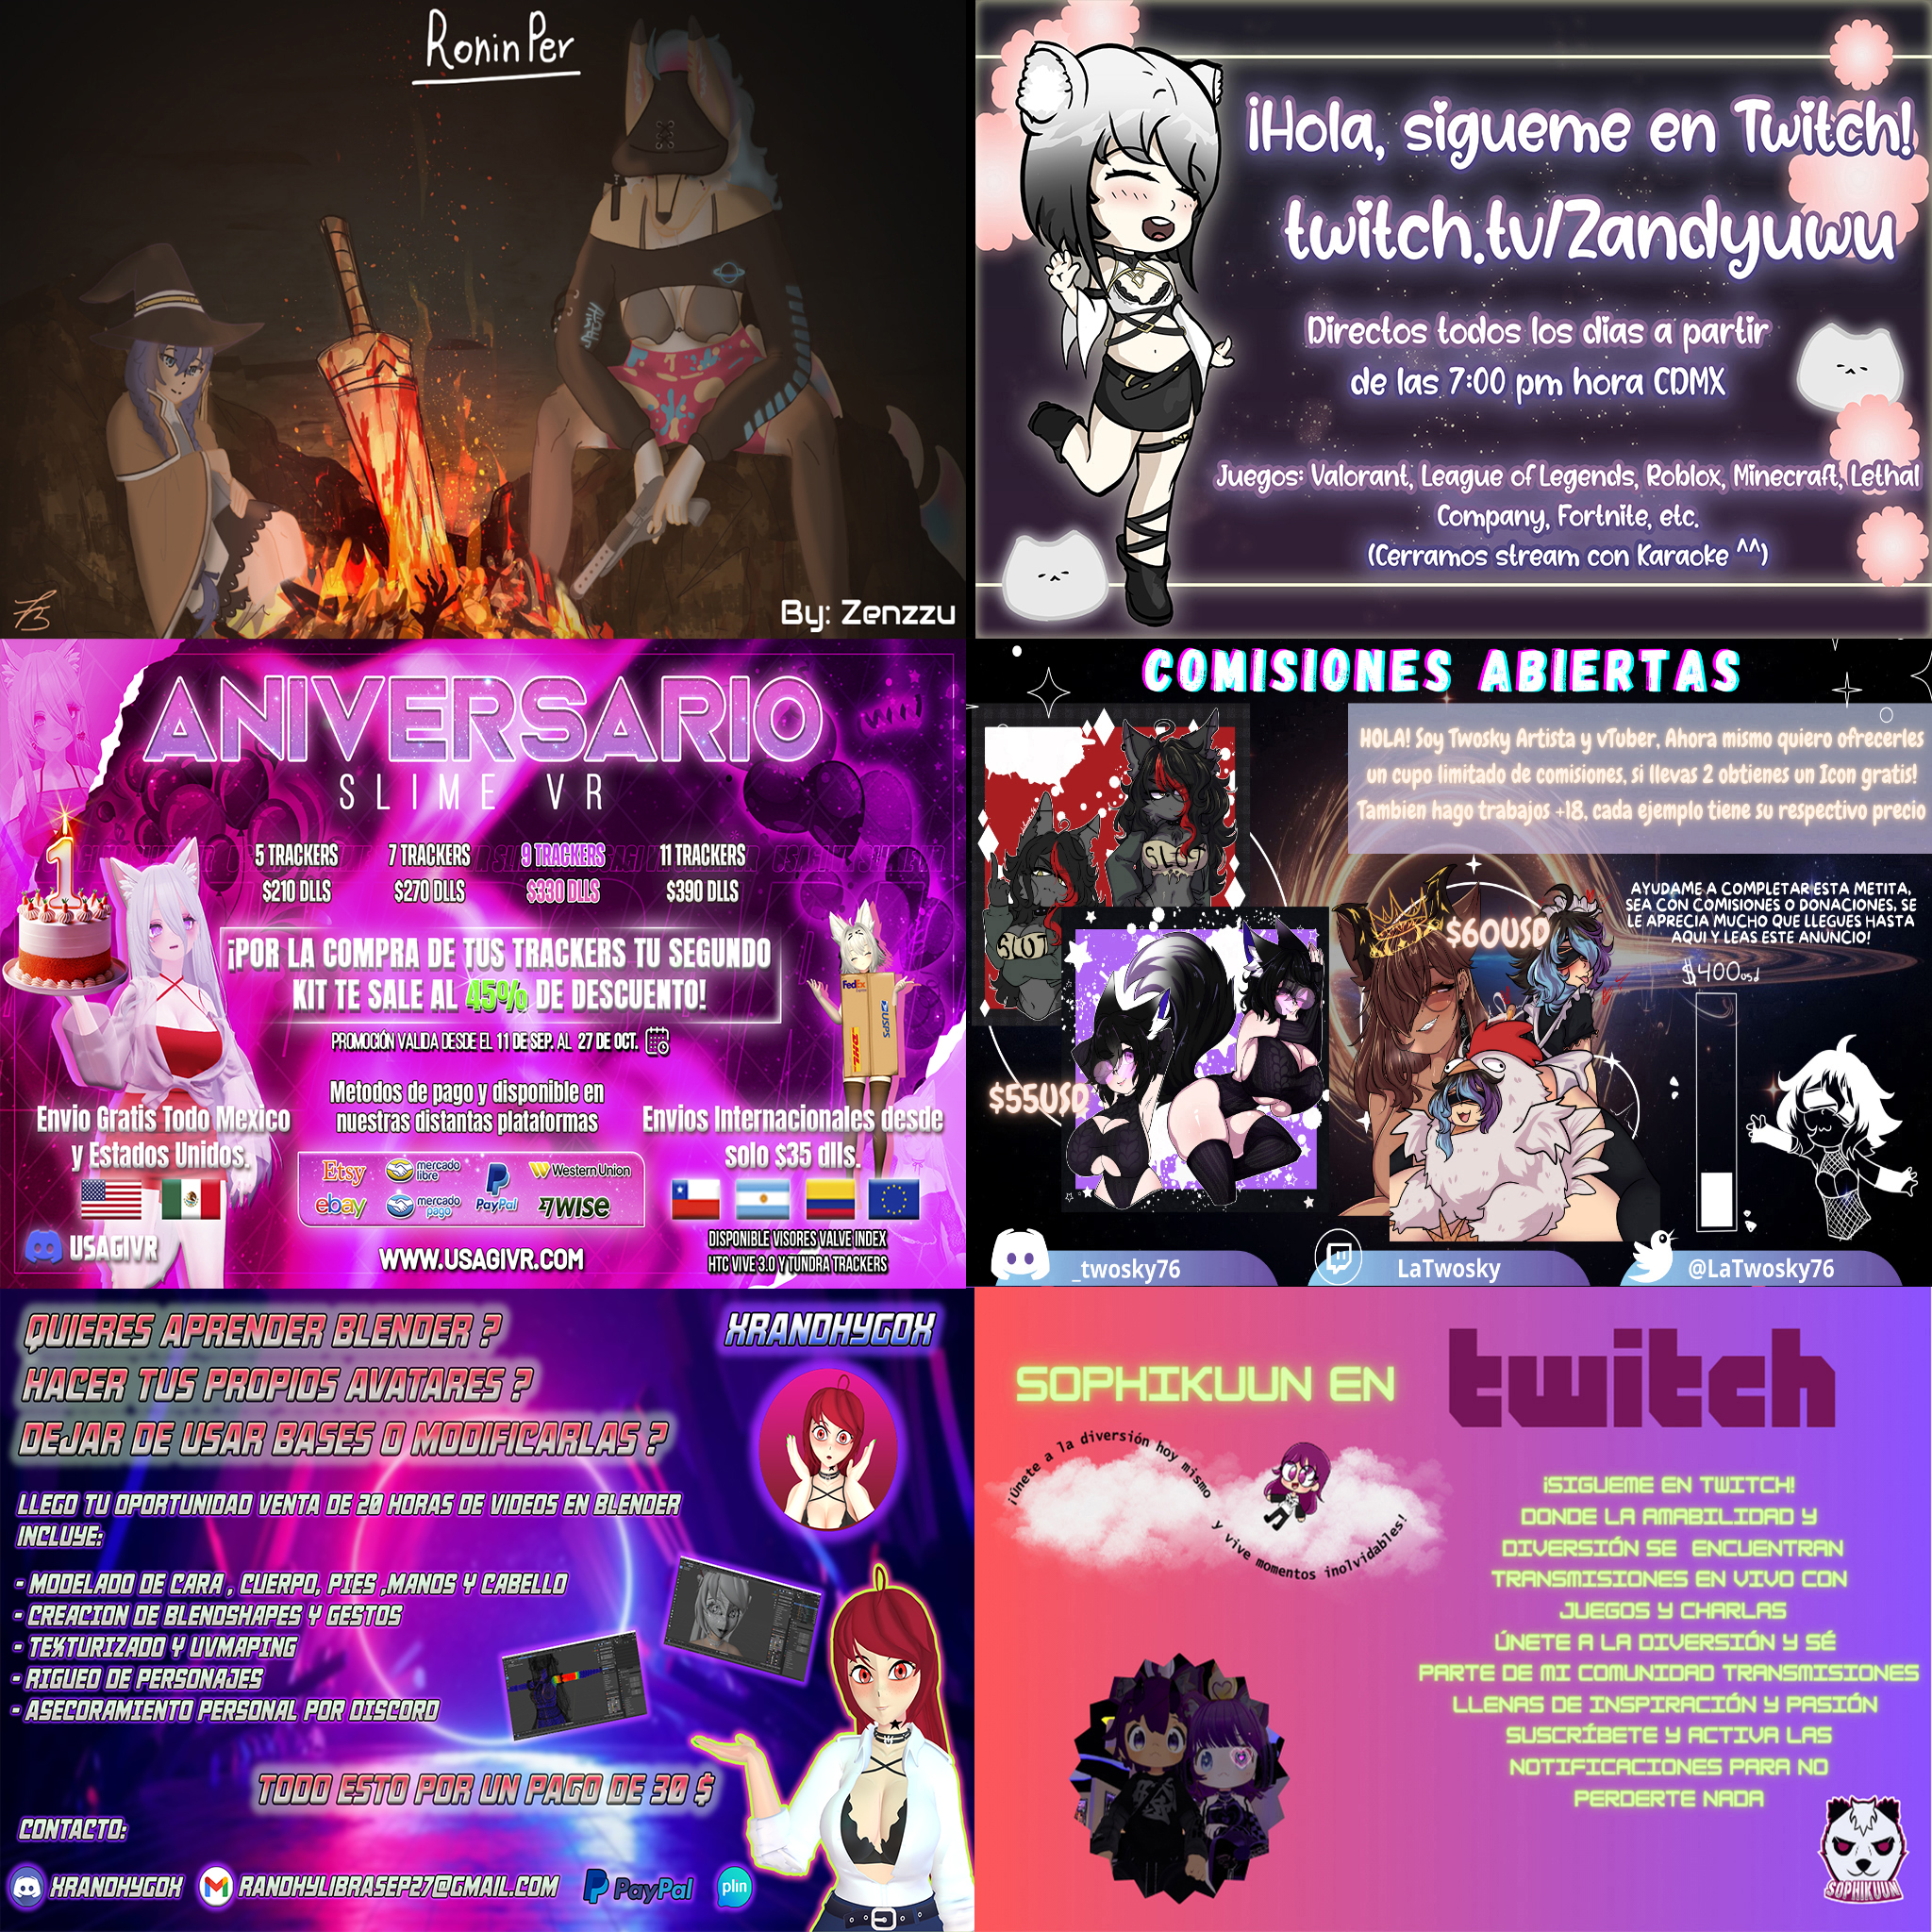 Ronin Per
By: Zenzzu
¡Hola, sigueme en Twitch!
twitch.tv/Zandyuwu
Directos todos los dias a partir
de las 7:00 pm hora CDMX
Juegos: Valorant, League of Legends, Roblox, Minecraft, Lethal
Company, Fortnite, etc.
(Cerramos stream con Karaoke ^^)
ANIVERSARIO
SLIME VR
1
5 TRACKERS
$210 DLLS
7 TRACKERS
$270 DLLS
9 TRACKERS
$330 DLLS
11 TRACKERS
$390 DLLS
¡POR LA COMPRA DE TUS TRACKERS TU SEGUNDO
KIT TE SALE AL 45% DE DESCUENTO!
PROMOCIÓN VALIDA DESDE EL 11 DE SEP. AL 27 DE OCT.
FedEx
USPS
DHL
Metodos de pago y disponible en
nuestras distantas plataformas
Envio Gratis Todo Mexico
y Estados Unidos.
Envios Internacionales desde
solo $35 dlls.
Etsy
mercado libre
PayPal
Western Union
ebay
mercado pago
WISE
USAGIVR
WWW.USAGIVR.COM
DISPONIBLE VISORES VALVE INDEX
HTC VIVE 3.0 Y TUNDRA TRACKERS
COMISIONES ABIERTAS
HOLA! Soy Twosky Artista y vTuber, Ahora mismo quiero ofrecerles
un cupo limitado de comisiones, si llevas 2 obtienes un Icon gratis!
Tambien hago trabajos +18, cada ejemplo tiene su respectivo precio
SLUT
SLUT
$55USD
$60USD
AYUDAME A COMPLETAR ESTA METITA,
SEA CON COMISIONES O DONACIONES, SE
LE APRECIA MUCHO QUE LLEGUES HASTA
AQUI Y LEAS ESTE ANUNCIO!
$400usd
_twosky76
LaTwosky
@LaTwosky76
QUIERES APRENDER BLENDER ?
HACER TUS PROPIOS AVATARES ?
DEJAR DE USAR BASES O MODIFICARLAS ?
XRANDHYGOX
LLEGO TU OPORTUNIDAD VENTA DE 20 HORAS DE VIDEOS EN BLENDER
INCLUYE:
- MODELADO DE CARA , CUERPO, PIES ,MANOS Y CABELLO
- CREACION DE BLENDSHAPES Y GESTOS
- TEXTURIZADO Y UVMAPING
- RIGUEO DE PERSONAJES
- ASECORAMIENTO PERSONAL POR DISCORD
TODO ESTO POR UN PAGO DE 30 $
CONTACTO:
XRANDHYGOX
RANDHYLIBRASEP27@GMAIL.COM
PayPal
plin
SOPHIKUUN EN
twitch
¡Únete a la diversión hoy mismo
y vive momentos inolvidables!
¡SIGUEME EN TWITCH!
DONDE LA AMABILIDAD Y
DIVERSIÓN SE ENCUENTRAN
TRANSMISIONES EN VIVO CON
JUEGOS Y CHARLAS
ÚNETE A LA DIVERSIÓN Y SÉ
PARTE DE MI COMUNIDAD TRANSMISIONES
LLENAS DE INSPIRACIÓN Y PASIÓN
SUSCRÍBETE Y ACTIVA LAS
NOTIFICACIONES PARA NO
PERDERTE NADA
SOPHIKUUN